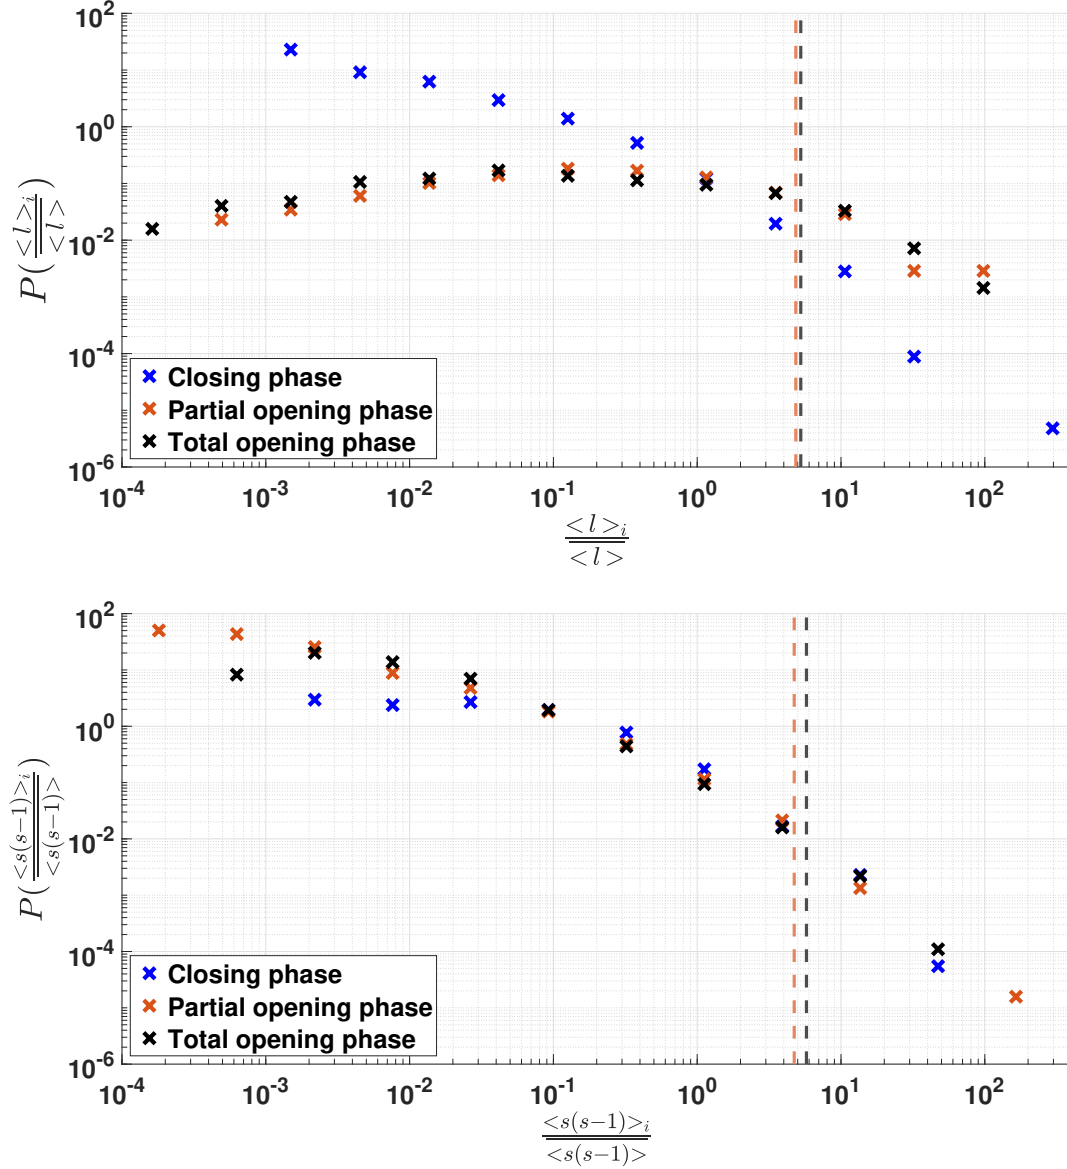 10^2
10^0
10^-2
10^-4
10^-6
P(<l>_i / <l>)
Closing phase
Partial opening phase
Total opening phase
10^-4 10^-3 10^-2 10^-1 10^0 10^1 10^2
<l>_i
<l>
10^2
10^0
10^-2
10^-4
10^-6
P(<s(s−1)>_i / <s(s−1)>)
Closing phase
Partial opening phase
Total opening phase
10^-4 10^-3 10^-2 10^-1 10^0 10^1 10^2
<s(s−1)>_i
<s(s−1)>